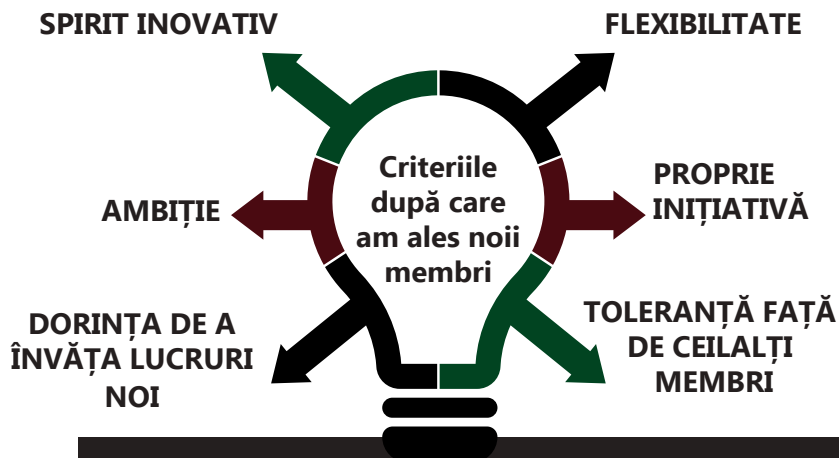 SPIRIT INOVATIV
FLEXIBILITATE
Criteriile
după care
am ales noii
membri
AMBIȚIE
PROPRIE
INIȚIATIVĂ
DORINȚA DE A
ÎNVĂȚA LUCRURI
NOI
TOLERANȚĂ FAȚĂ
DE CEILALȚI
MEMBRI